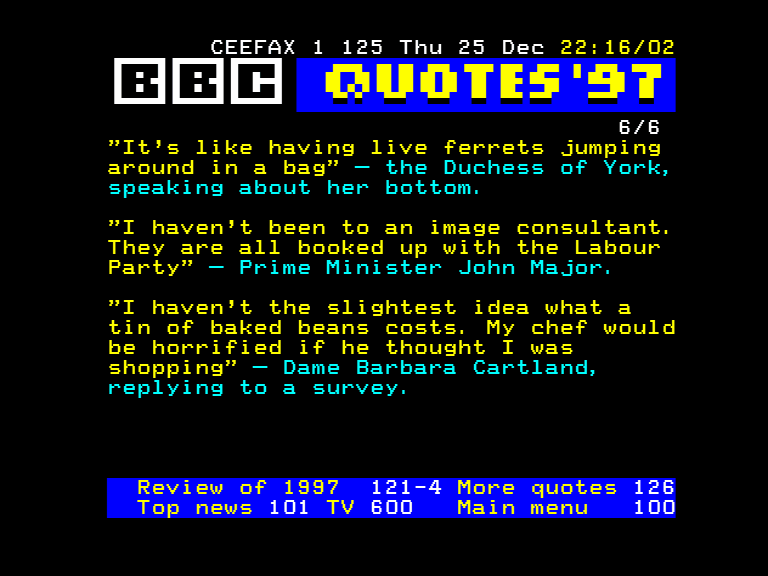 CEEFAX 1 125 Thu 25 Dec 22:16/02
BBC QUOTES'97
6/6
"It's like having live ferrets jumping
around in a bag" — the Duchess of York,
speaking about her bottom.
"I haven't been to an image consultant.
They are all booked up with the Labour
Party" — Prime Minister John Major.
"I haven't the slightest idea what a
tin of baked beans costs. My chef would
be horrified if he thought I was
shopping" — Dame Barbara Cartland,
replying to a survey.
Review of 1997 121-4 More quotes 126
Top news 101 TV 600 Main menu 100